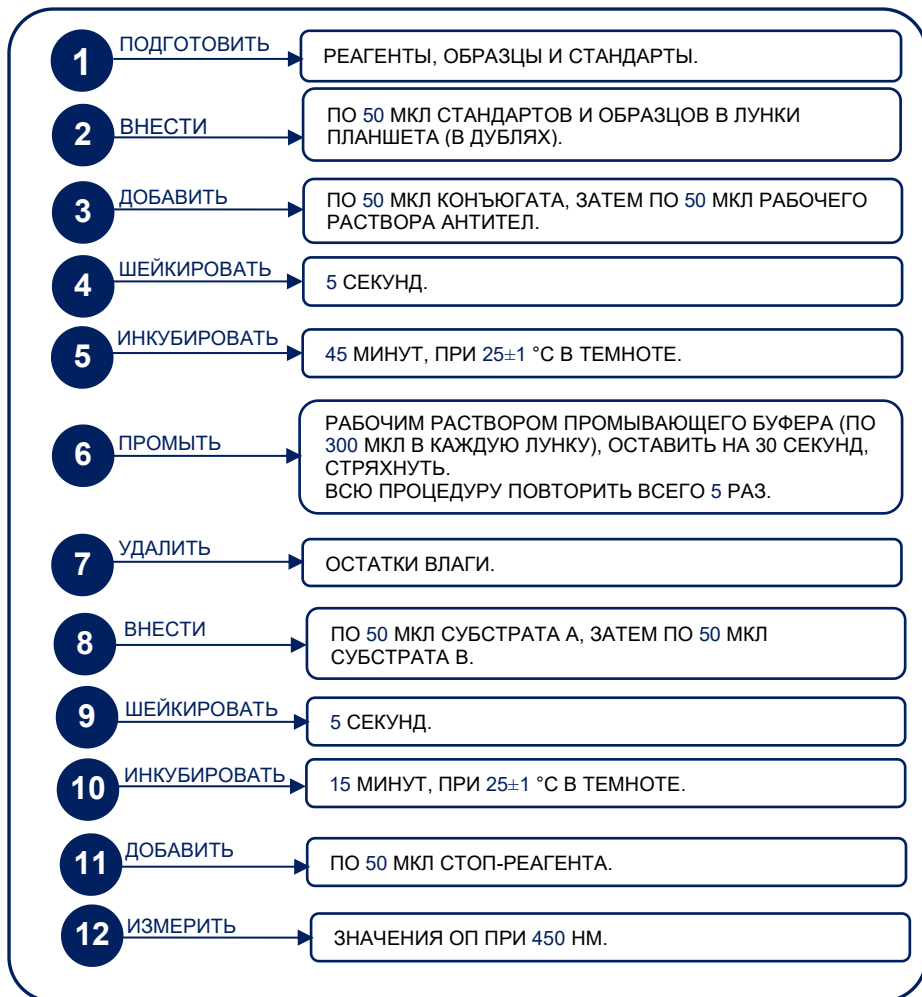 1 ПОДГОТОВИТЬ
РЕАГЕНТЫ, ОБРАЗЦЫ И СТАНДАРТЫ.
2 ВНЕСТИ
ПО 50 МКЛ СТАНДАРТОВ И ОБРАЗЦОВ В ЛУНКИ
ПЛАНШЕТА (В ДУБЛЯХ).
3 ДОБАВИТЬ
ПО 50 МКЛ КОНЪЮГАТА, ЗАТЕМ ПО 50 МКЛ РАБОЧЕГО
РАСТВОРА АНТИТЕЛ.
4 ШЕЙКИРОВАТЬ
5 СЕКУНД.
5 ИНКУБИРОВАТЬ
45 МИНУТ, ПРИ 25±1 °С В ТЕМНОТЕ.
6 ПРОМЫТЬ
РАБОЧИМ РАСТВОРОМ ПРОМЫВАЮЩЕГО БУФЕРА (ПО
300 МКЛ В КАЖДУЮ ЛУНКУ), ОСТАВИТЬ НА 30 СЕКУНД,
СТРЯХНУТЬ.
ВСЮ ПРОЦЕДУРУ ПОВТОРИТЬ ВСЕГО 5 РАЗ.
7 УДАЛИТЬ
ОСТАТКИ ВЛАГИ.
8 ВНЕСТИ
ПО 50 МКЛ СУБСТРАТА А, ЗАТЕМ ПО 50 МКЛ
СУБСТРАТА В.
9 ШЕЙКИРОВАТЬ
5 СЕКУНД.
10 ИНКУБИРОВАТЬ
15 МИНУТ, ПРИ 25±1 °С В ТЕМНОТЕ.
11 ДОБАВИТЬ
ПО 50 МКЛ СТОП-РЕАГЕНТА.
12 ИЗМЕРИТЬ
ЗНАЧЕНИЯ ОП ПРИ 450 НМ.